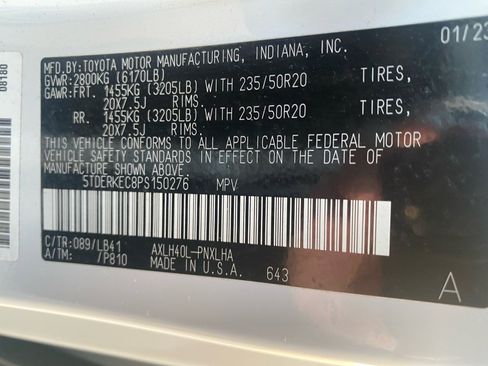 MFD.BY: TOYOTA MOTOR MANUFACTURING, INDIANA, INC. 01/23
GVWR: 2800KG (6170LB)
GAWR: FRT. 1455KG (3205LB) WITH 235/50R20 TIRES,
20X7.5J RIMS.
RR. 1455KG (3205LB) WITH 235/50R20 TIRES,
20X7.5J RIMS.
THIS VEHICLE CONFORMS TO ALL APPLICABLE FEDERAL MOTOR
VEHICLE SAFETY STANDARDS IN EFFECT ON THE DATE OF
MANUFACTURE SHOWN ABOVE.
5TDERKEC8PS150276 MPV
C/TR: 089/LB41 AXLH40L-PNXLHA
A/TM: /P810 MADE IN U.S.A. 643 A
08180